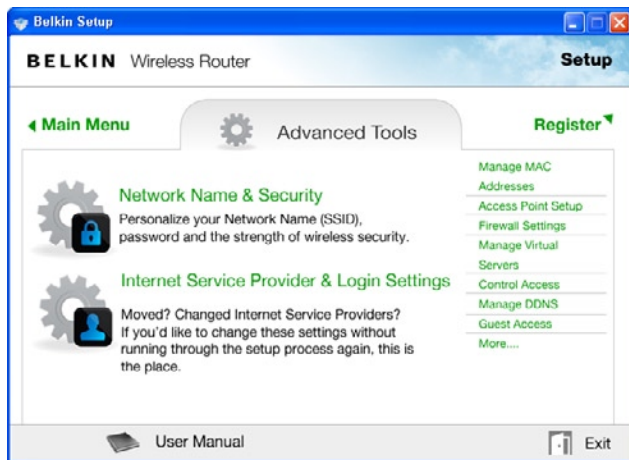 Belkin Setup
BELKIN Wireless Router
Setup
Main Menu
Advanced Tools
Register
Network Name & Security
Personalize your Network Name (SSID),
password and the strength of wireless security.
Internet Service Provider & Login Settings
Moved? Changed Internet Service Providers?
If you'd like to change these settings without
running through the setup process again, this is
the place.
Manage MAC
Addresses
Access Point Setup
Firewall Settings
Manage Virtual
Servers
Control Access
Manage DDNS
Guest Access
More....
User Manual
Exit